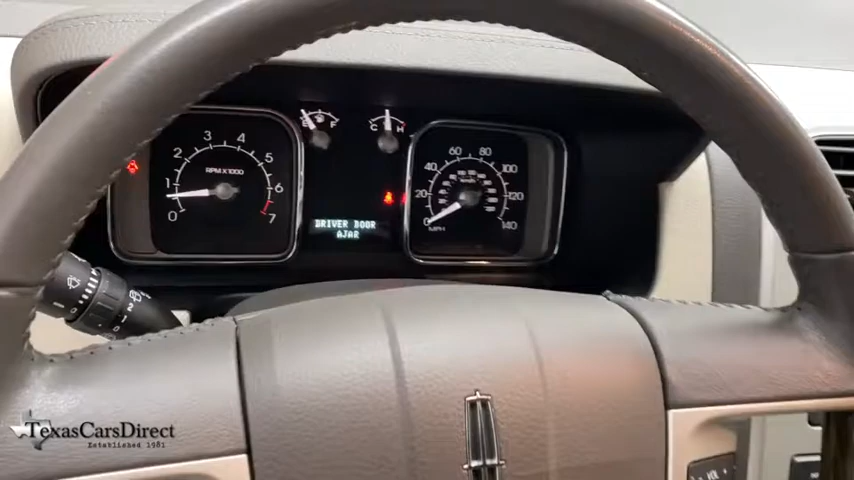 E F
C H
RPM X 1000
0 1 2 3 4 5 6 7
0 20 40 60 80 100 120 140
MPH
DRIVER DOOR
AJAR
TexasCarsDirect
Established 1981